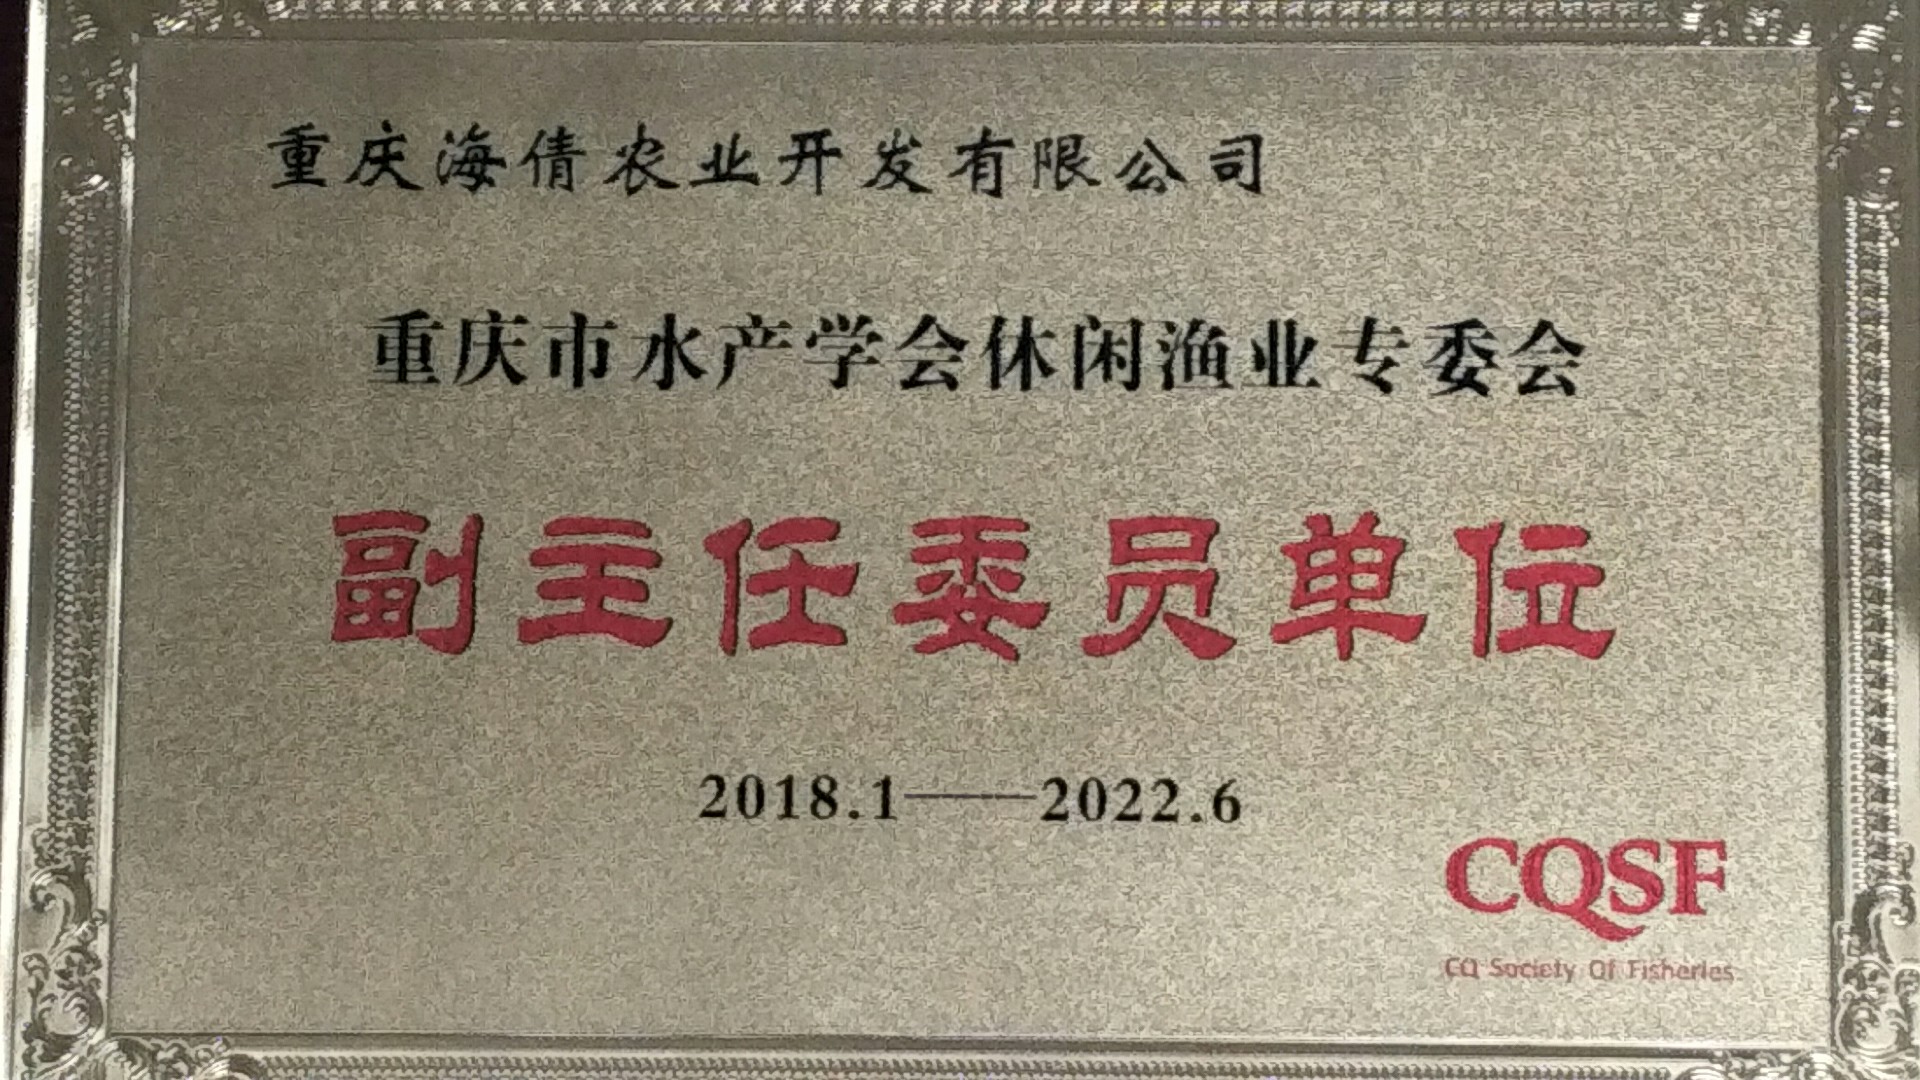 重庆海倩农业开发有限公司
重庆市水产学会休闲渔业专委会
副主任委员单位
2018.1——2022.6
CQSF
CQ Society Of Fisheries